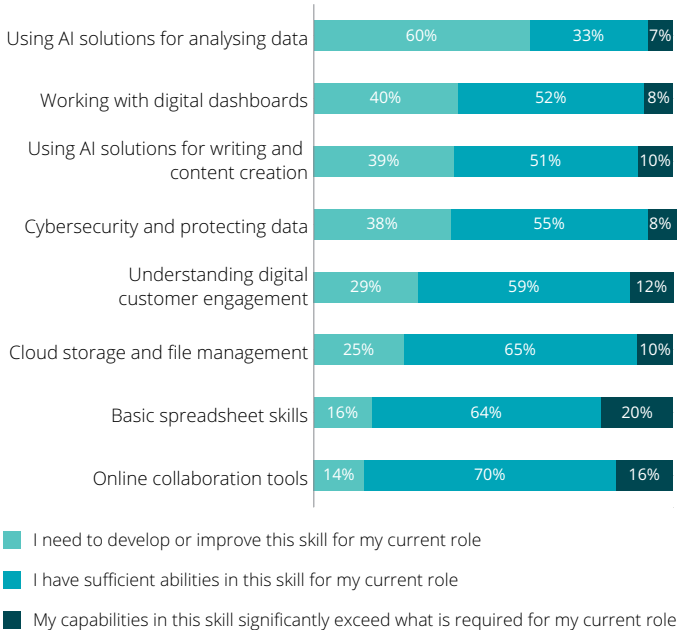 Using AI solutions for analysing data
60%
33%
7%
Working with digital dashboards
40%
52%
8%
Using AI solutions for writing and
content creation
39%
51%
10%
Cybersecurity and protecting data
38%
55%
8%
Understanding digital
customer engagement
29%
59%
12%
Cloud storage and file management
25%
65%
10%
Basic spreadsheet skills
16%
64%
20%
Online collaboration tools
14%
70%
16%
I need to develop or improve this skill for my current role
I have sufficient abilities in this skill for my current role
My capabilities in this skill significantly exceed what is required for my current role